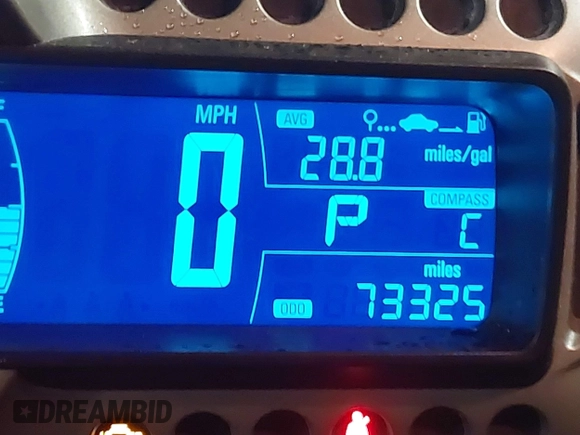 MPH
0
AVG
28.8 miles/gal
P
COMPASS
C
miles
ODO 73325
DREAMBID